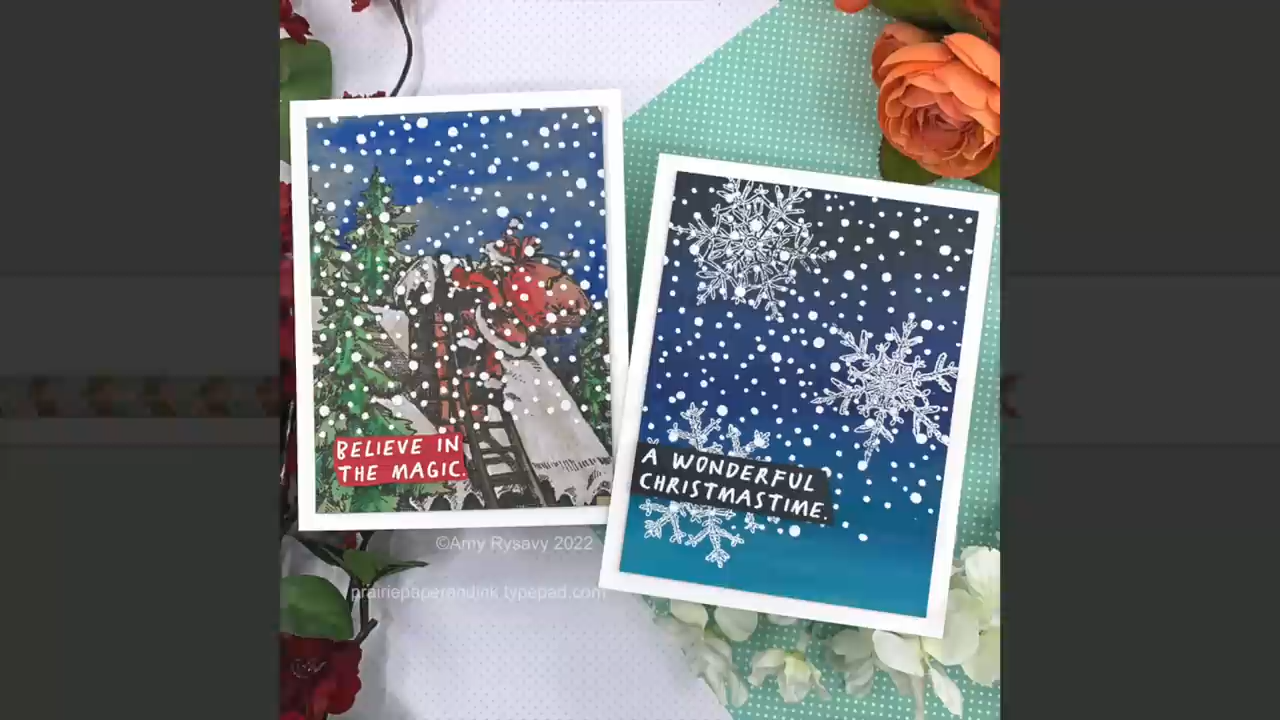 BELIEVE IN
THE MAGIC.
A WONDERFUL
CHRISTMASTIME.
©Amy Rysavy 2022
prairiepaperandink.typepad.com